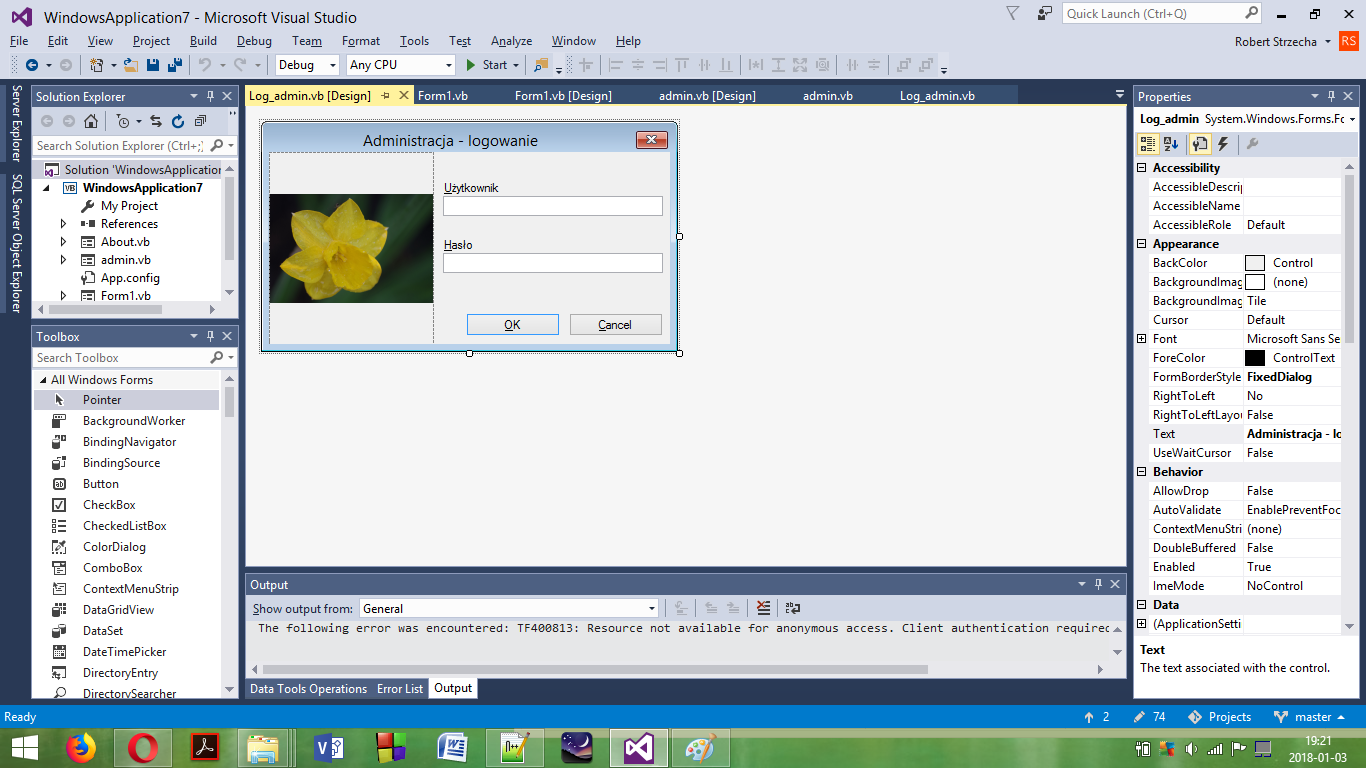 WindowsApplication7 - Microsoft Visual Studio
Quick Launch (Ctrl+Q)
File Edit View Project Build Debug Team Format Tools Test Analyze Window Help
Robert Strzecha RS
Debug Any CPU Start
Server Explorer
SQL Server Object Explorer
Solution Explorer
Search Solution Explorer (Ctrl+;)
Solution 'WindowsApplication
WindowsApplication7
My Project
References
About.vb
admin.vb
App.config
Form1.vb
Toolbox
Search Toolbox
All Windows Forms
Pointer
BackgroundWorker
BindingNavigator
BindingSource
Button
CheckBox
CheckedListBox
ColorDialog
ComboBox
ContextMenuStrip
DataGridView
DataSet
DateTimePicker
DirectoryEntry
DirectorySearcher
Log_admin.vb [Design] Form1.vb Form1.vb [Design] admin.vb [Design] admin.vb Log_admin.vb
Administracja - logowanie
Użytkownik
Hasło
OK Cancel
Output
Show output from: General
The following error was encountered: TF400813: Resource not available for anonymous access. Client authentication required
Data Tools Operations Error List Output
Properties
Log_admin System.Windows.Forms.Fo
Accessibility
AccessibleDescrip
AccessibleName
AccessibleRole Default
Appearance
BackColor Control
BackgroundImag (none)
BackgroundImag Tile
Cursor Default
Font Microsoft Sans Se
ForeColor ControlText
FormBorderStyle FixedDialog
RightToLeft No
RightToLeftLayou False
Text Administracja - lo
UseWaitCursor False
Behavior
AllowDrop False
AutoValidate EnablePreventFoc
ContextMenuStri (none)
DoubleBuffered False
Enabled True
ImeMode NoControl
Data
(ApplicationSetti
Text
The text associated with the control.
Ready
2 74 Projects master
19:21
2018-01-03